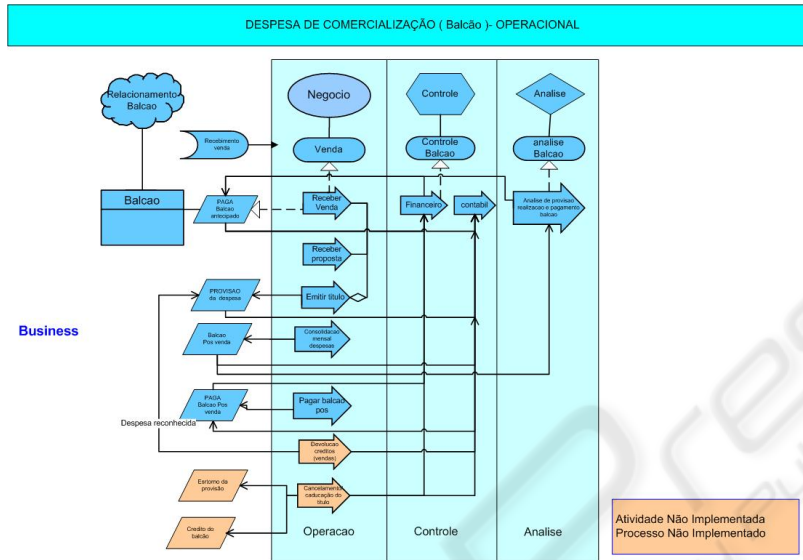 DESPESA DE COMERCIALIZAÇÃO ( Balcão )- OPERACIONAL
Relacionamento
Balcao
Negocio
Controle
Analise
Recebimento
venda
Venda
Controle
Balcao
analise
Balcao
Balcao
PAGA
Balcao
antecipado
Receber
Venda
Financeiro
contabil
Analise de provisao
realizacao e pagamento
balcao
Receber
proposta
PROVISAO
da despesa
Emitir titulo
Business
Balcao
Pos venda
Consolidacao
mensal
despesas
PAGA
Balcao Pos
venda
Pagar balcao
pos
Despesa reconhecida
Devolucao
creditos
(vendas)
Estorno da
provisão
Cancelamento
caducação do
titulo
Credito do
balcão
Operacao
Controle
Analise
Atividade Não Implementada
Processo Não Implementado